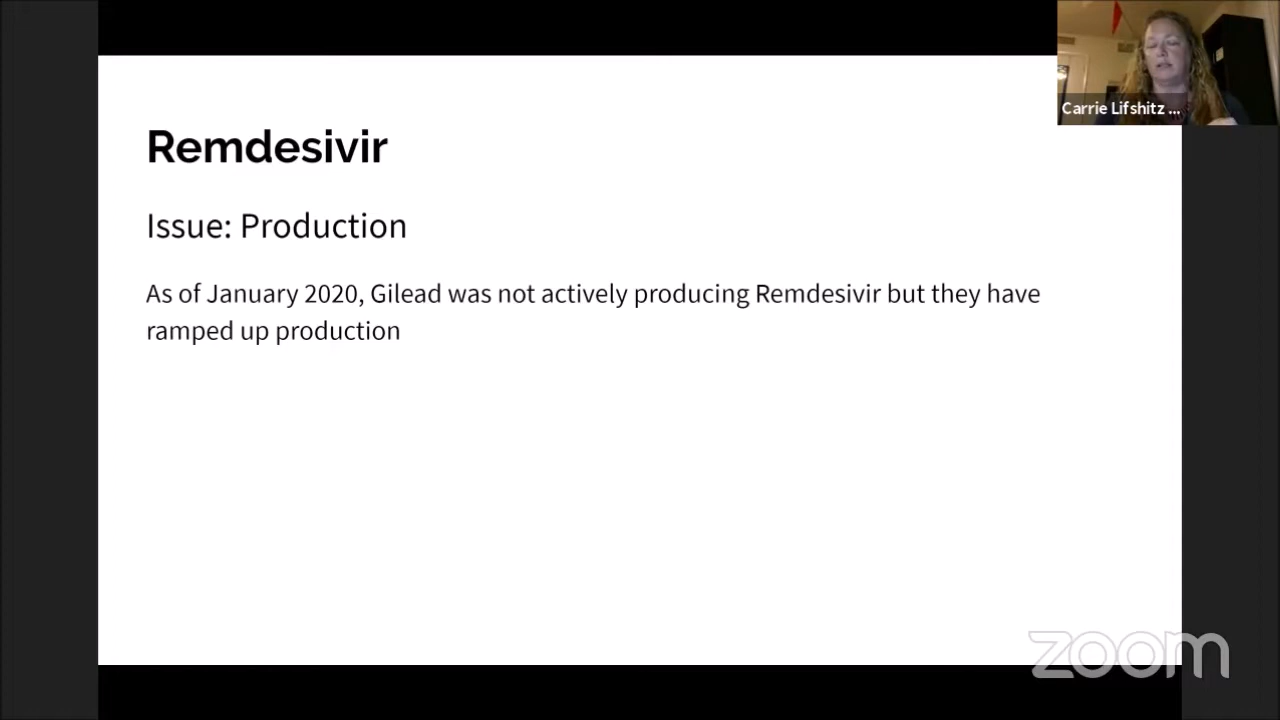 Carrie Lifshitz ...
Remdesivir
Issue: Production
As of January 2020, Gilead was not actively producing Remdesivir but they have
ramped up production
zoom